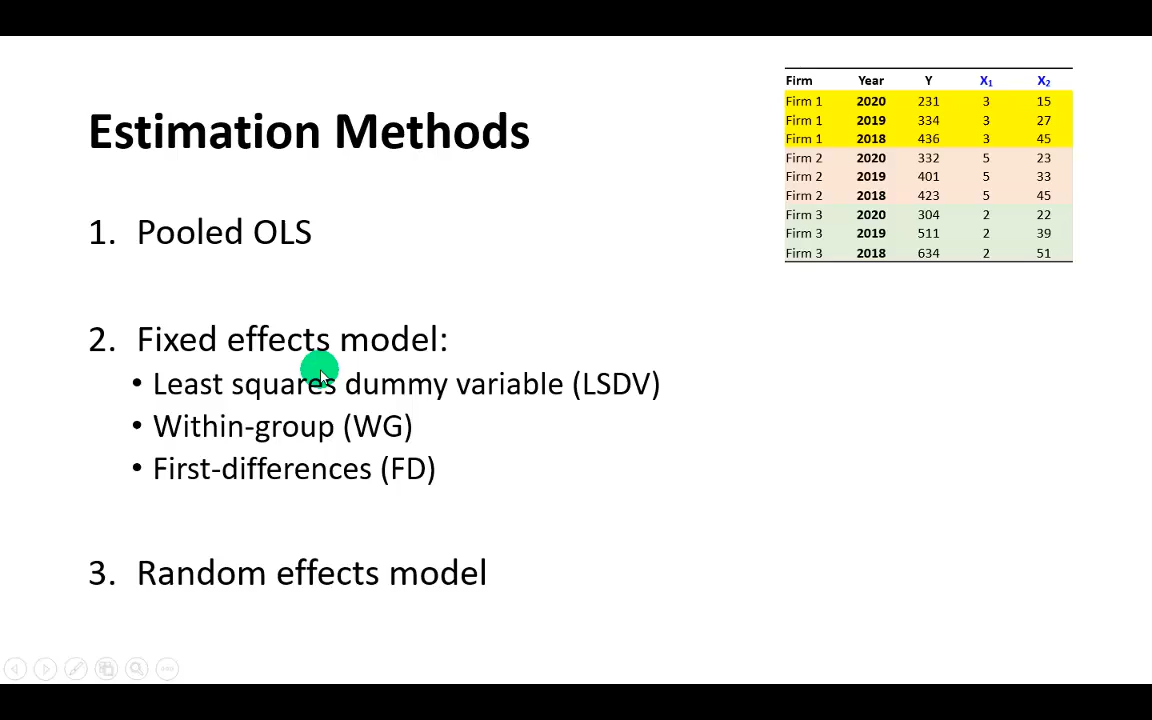 Estimation Methods
1. Pooled OLS
2. Fixed effects model:
• Least squares dummy variable (LSDV)
• Within-group (WG)
• First-differences (FD)
3. Random effects model
Firm Year Y X₁ X₂
Firm 1 2020 231 3 15
Firm 1 2019 334 3 27
Firm 1 2018 436 3 45
Firm 2 2020 332 5 23
Firm 2 2019 401 5 33
Firm 2 2018 423 5 45
Firm 3 2020 304 2 22
Firm 3 2019 511 2 39
Firm 3 2018 634 2 51